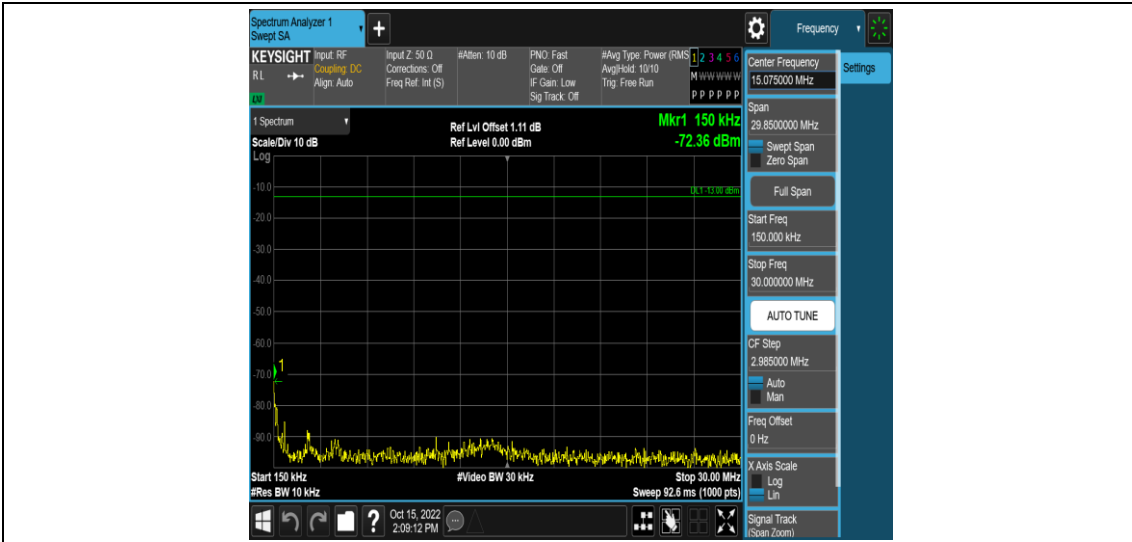 Spectrum Analyzer 1
Swept SA
+
Frequency
KEYSIGHT
RL
LXI
Input: RF
Coupling: DC
Align: Auto
Input Z: 50 Ω
Corrections: Off
Freq Ref: Int (S)
#Atten: 10 dB
PNO: Fast
Gate: Off
IF Gain: Low
Sig Track: Off
#Avg Type: Power (RMS
Avg|Hold: 10/10
Trig: Free Run
1 2 3 4 5 6
M W W W W W
P P P P P P
1 Spectrum
Scale/Div 10 dB
Log
Ref Lvl Offset 1.11 dB
Ref Level 0.00 dBm
Mkr1 150 kHz
-72.36 dBm
DL1 -13.00 dBm
-10.0
-20.0
-30.0
-40.0
-50.0
-60.0
-70.0
-80.0
-90.0
1
Start 150 kHz
#Res BW 10 kHz
#Video BW 30 kHz
Stop 30.00 MHz
Sweep 92.6 ms (1000 pts)
Center Frequency
15.075000 MHz
Settings
Span
29.8500000 MHz
Swept Span
Zero Span
Full Span
Start Freq
150.000 kHz
Stop Freq
30.000000 MHz
AUTO TUNE
CF Step
2.985000 MHz
Auto
Man
Freq Offset
0 Hz
X Axis Scale
Log
Lin
Signal Track
(Span Zoom)
?
Oct 15, 2022
2:09:12 PM